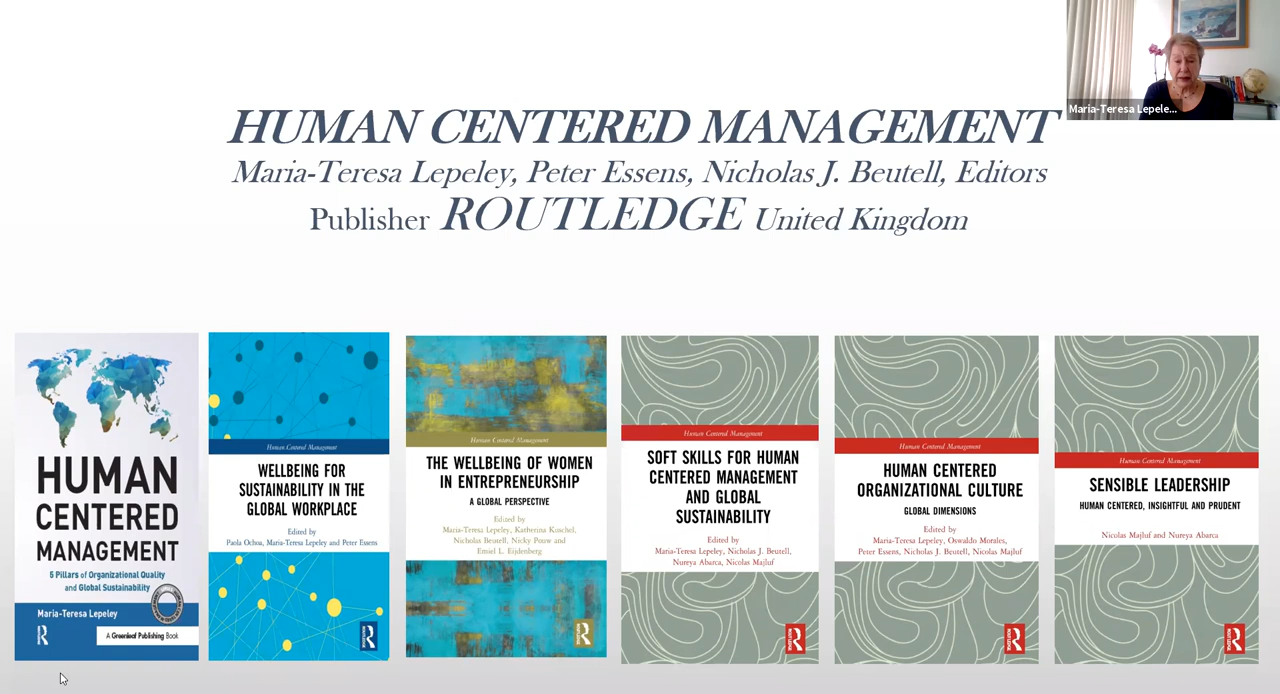 HUMAN CENTERED MANAGEMENT
Maria-Teresa Lepeley, Peter Essens, Nicholas J. Beutell, Editors
Publisher ROUTLEDGE United Kingdom
Maria-Teresa Lepele...
HUMAN
CENTERED
MANAGEMENT
5 Pillars of Organizational Quality
and Global Sustainability
Maria-Teresa Lepeley
A Greenleaf Publishing Book
Human Centered Management
WELLBEING FOR
SUSTAINABILITY IN THE
GLOBAL WORKPLACE
Edited by
Paola Ochoa, Maria-Teresa Lepeley and Peter Essens
Human Centered Management
THE WELLBEING OF WOMEN
IN ENTREPRENEURSHIP
A GLOBAL PERSPECTIVE
Edited by
Maria-Teresa Lepeley, Katherina Kuschel,
Nicholas Beutell, Nicky Pouw and
Emiel L. Eijdenberg
Human Centered Management
SOFT SKILLS FOR HUMAN
CENTERED MANAGEMENT
AND GLOBAL
SUSTAINABILITY
Edited by
Maria-Teresa Lepeley, Nicholas J. Beutell,
Nureya Abarca, Nicolas Majluf
ROUTLEDGE
Human Centered Management
HUMAN CENTERED
ORGANIZATIONAL CULTURE
GLOBAL DIMENSIONS
Edited by
Maria-Teresa Lepeley, Oswaldo Morales,
Peter Essens, Nicholas J. Beutell, Nicolas Majluf
ROUTLEDGE
Human Centered Management
SENSIBLE LEADERSHIP
HUMAN CENTERED, INSIGHTFUL AND PRUDENT
Nicolas Majluf and Nureya Abarca
ROUTLEDGE